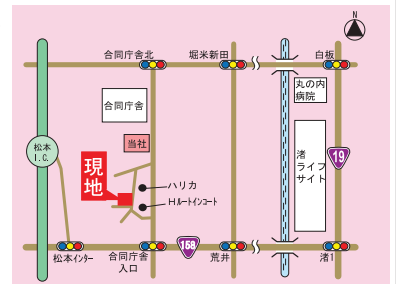 N
合同庁舎北
堀米新田
白板
丸の内
病院
合同庁舎
当社
松本
I.C.
現
地
ハリカ
Hルートインコート
渚
ライフ
サイト
19
158
松本インター
合同庁舎
入口
荒井
渚1